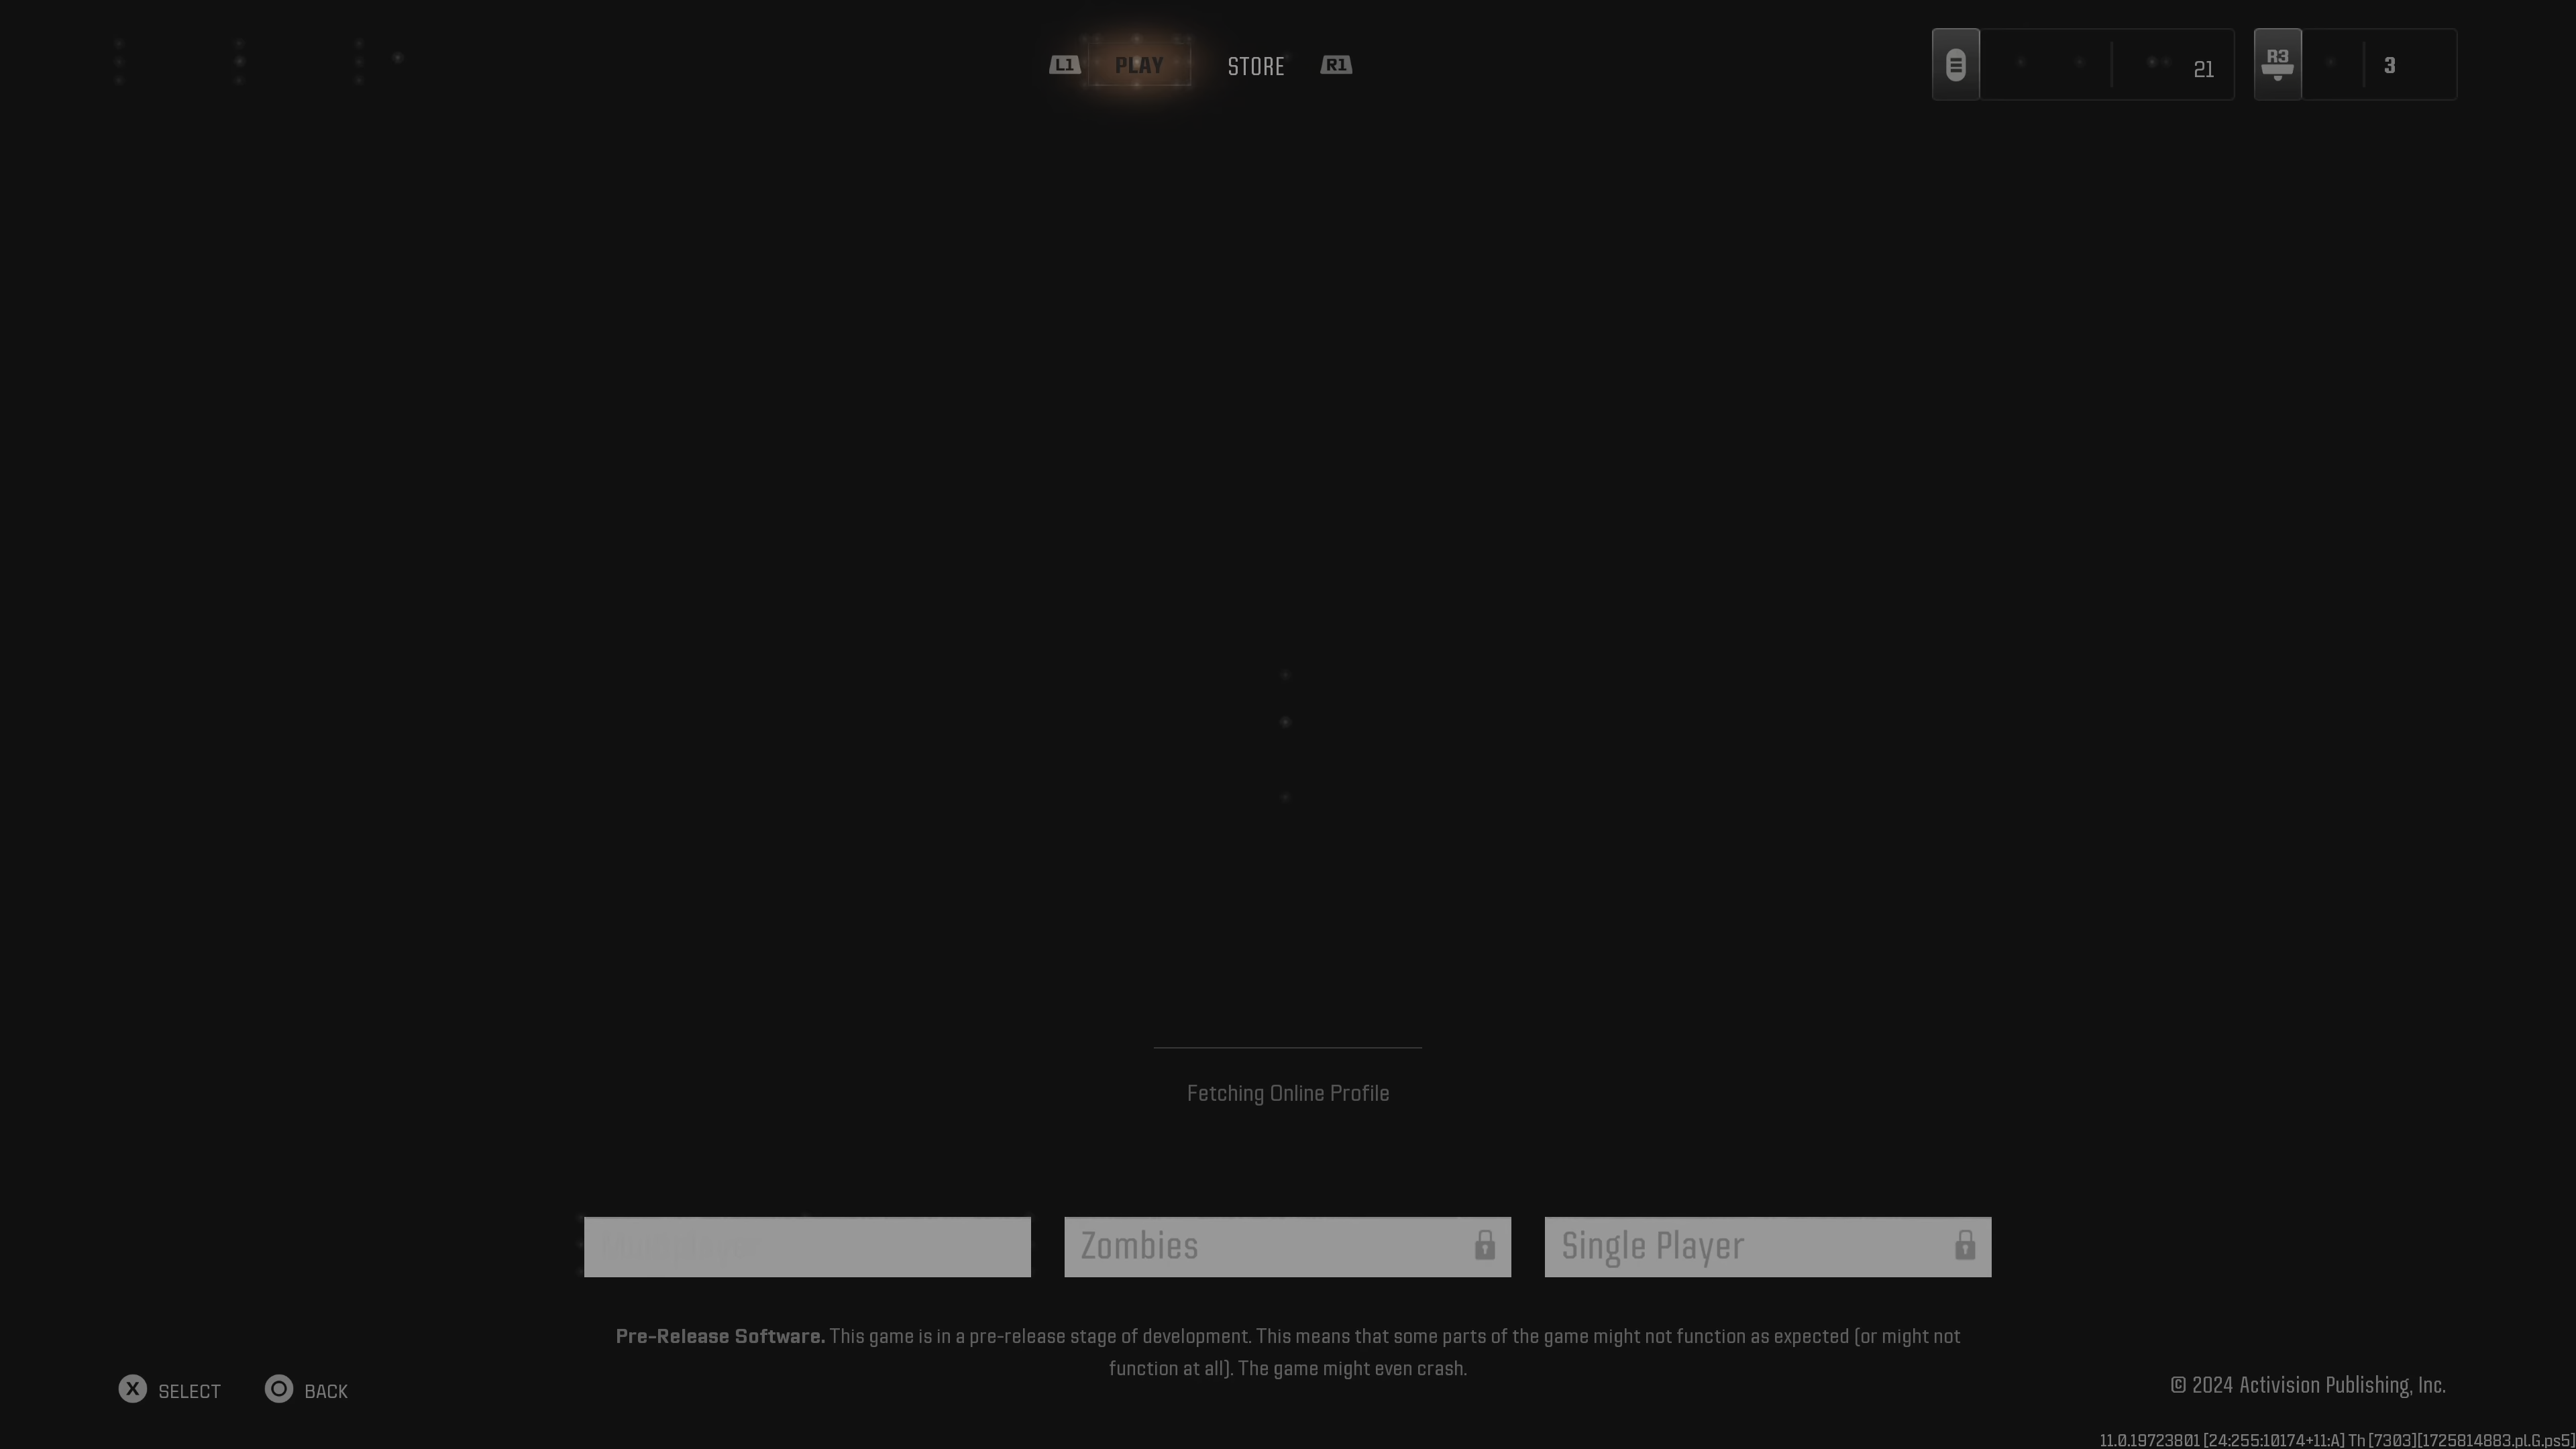 L1 PLAY STORE R1
21
R3 3
Fetching Online Profile
Zombies
Single Player
Pre-Release Software. This game is in a pre-release stage of development. This means that some parts of the game might not function as expected (or might not
function at all). The game might even crash.
X SELECT BACK
© 2024 Activision Publishing, Inc.
11.0.19723801 [24:255:10174+11:A] Th [7303][1725814883.pl.G.ps5]